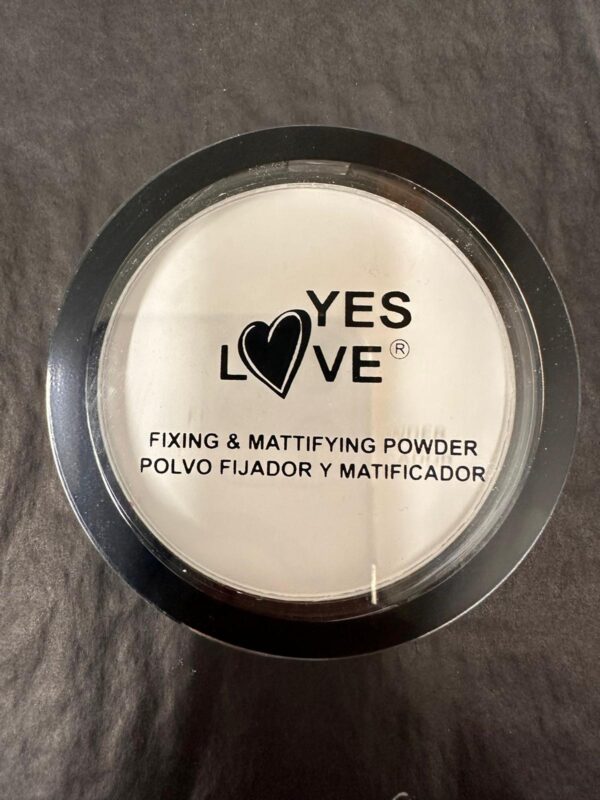 YES
LOVE®
FIXING & MATTIFYING POWDER
POLVO FIJADOR Y MATIFICADOR